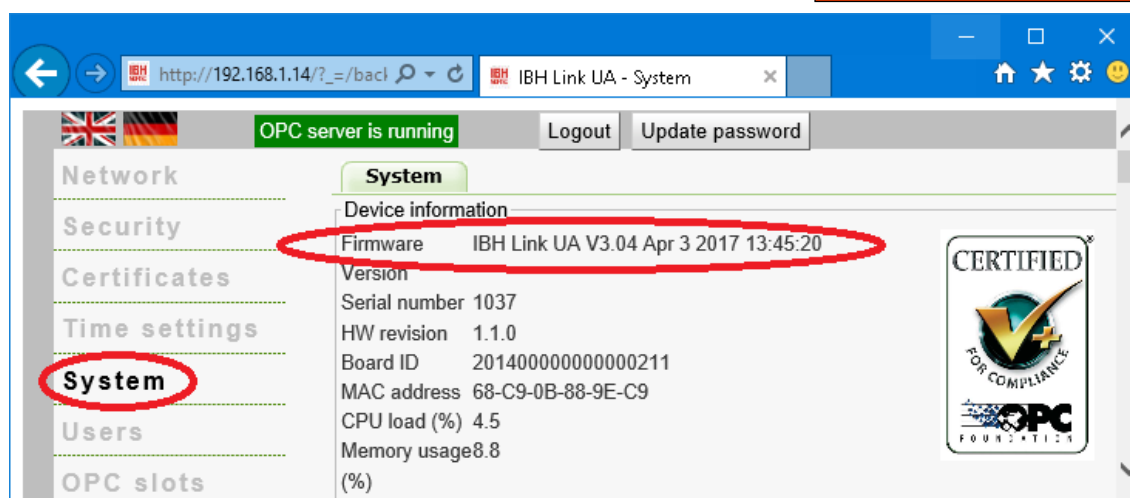 http://192.168.1.14/?_=/back
IBH Link UA - System
OPC server is running
Logout
Update password
Network
Security
Certificates
Time settings
System
Users
OPC slots
System
Device information
Firmware IBH Link UA V3.04 Apr 3 2017 13:45:20
Version
Serial number 1037
HW revision 1.1.0
Board ID 201400000000000211
MAC address 68-C9-0B-88-9E-C9
CPU load (%) 4.5
Memory usage 8.8
(%)
CERTIFIED
FOR COMPLIANCE
OPC
FOUNDATION